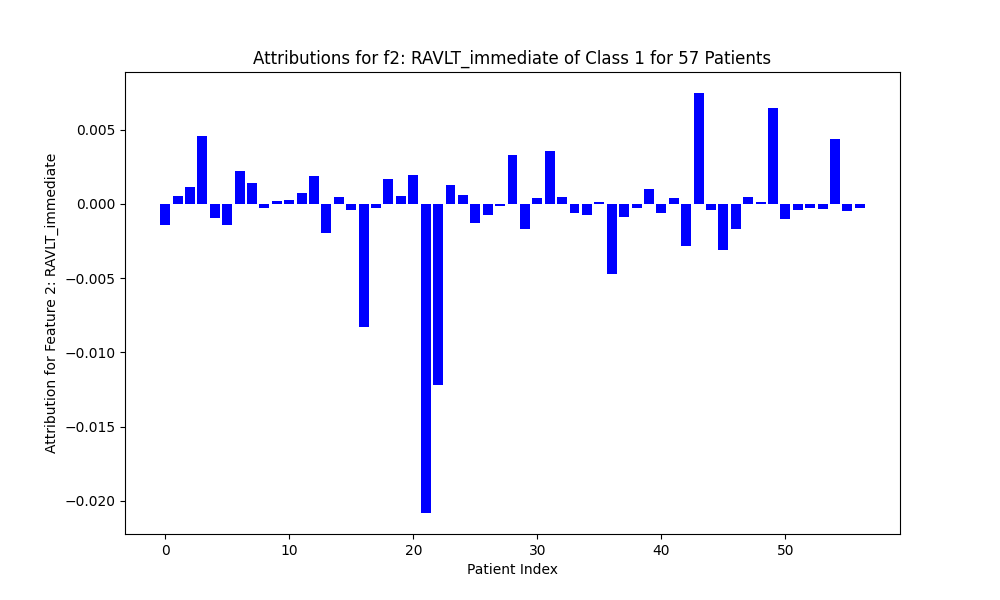 Attributions for f2: RAVLT_immediate of Class 1 for 57 Patients
Attribution for Feature 2: RAVLT_immediate
0.005
0.000
−0.005
−0.010
−0.015
−0.020
0 10 20 30 40 50
Patient Index